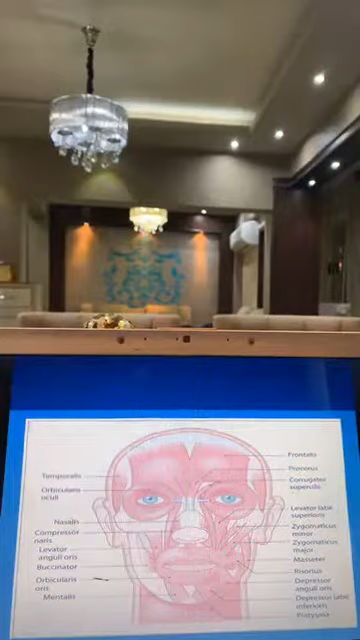 Temporalis
Orbicularis
oculi
Nasalis
Compressor
naris
Levator
anguli oris
Buccinator
Orbicularis
oris
Mentalis
Frontalis
Procerus
Corrugator
supercilii
Levator labii
superioris
Zygomaticus
minor
Zygomaticus
major
Masseter
Risorius
Depressor
anguli oris
Depressor labii
inferioris
Platysma